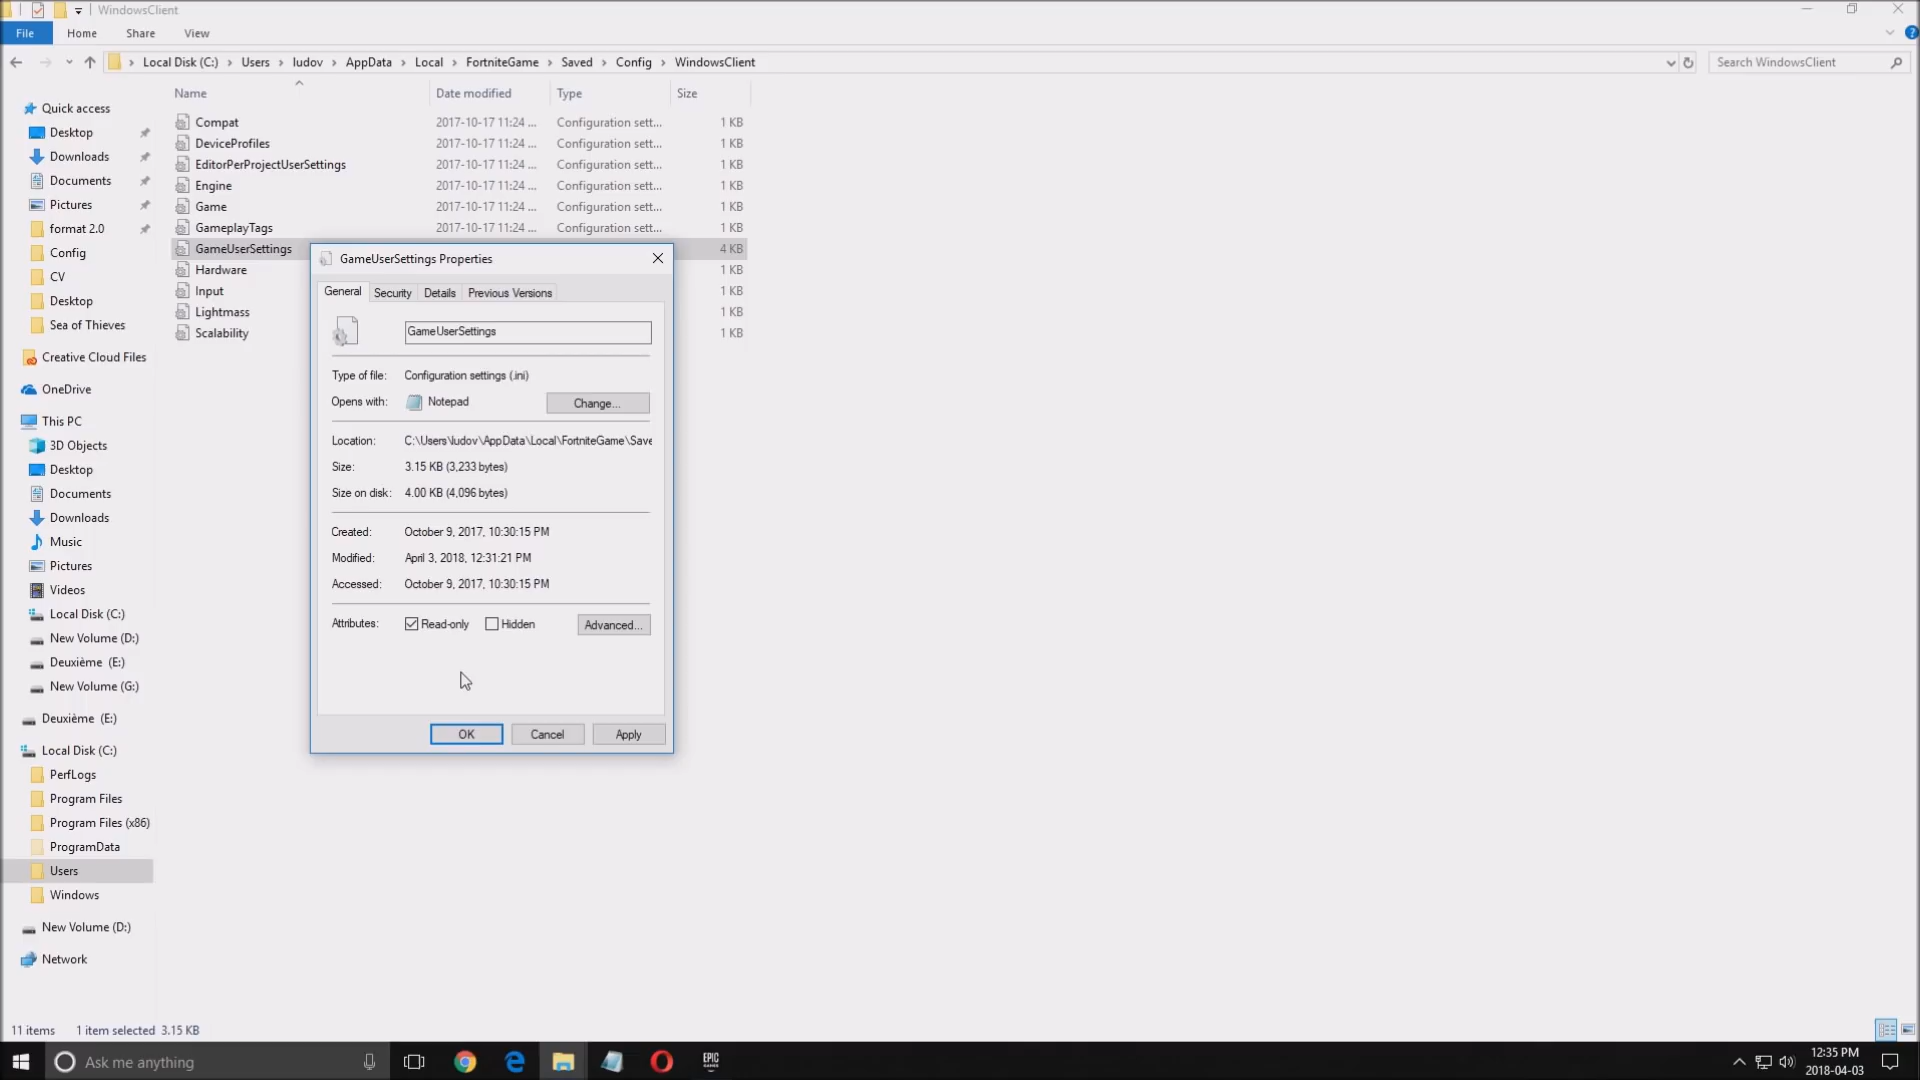 WindowsClient
File Home Share View
Local Disk (C:) › Users › ludov › AppData › Local › FortniteGame › Saved › Config › WindowsClient
Search WindowsClient
Name Date modified Type Size
Quick access
Desktop
Downloads
Documents
Pictures
format 2.0
Config
CV
Desktop
Sea of Thieves
Creative Cloud Files
OneDrive
This PC
3D Objects
Desktop
Documents
Downloads
Music
Pictures
Videos
Local Disk (C:)
New Volume (D:)
Deuxième (E:)
New Volume (G:)
Deuxième (E:)
Local Disk (C:)
PerfLogs
Program Files
Program Files (x86)
ProgramData
Users
Windows
New Volume (D:)
Network
Compat 2017-10-17 11:24 ... Configuration sett... 1 KB
DeviceProfiles 2017-10-17 11:24 ... Configuration sett... 1 KB
EditorPerProjectUserSettings 2017-10-17 11:24 ... Configuration sett... 1 KB
Engine 2017-10-17 11:24 ... Configuration sett... 1 KB
Game 2017-10-17 11:24 ... Configuration sett... 1 KB
GameplayTags 2017-10-17 11:24 ... Configuration sett... 1 KB
GameUserSettings 4 KB
Hardware 1 KB
Input 1 KB
Lightmass 1 KB
Scalability 1 KB
GameUserSettings Properties
General Security Details Previous Versions
GameUserSettings
Type of file: Configuration settings (.ini)
Opens with: Notepad Change...
Location: C:\Users\ludov\AppData\Local\FortniteGame\Save
Size: 3.15 KB (3,233 bytes)
Size on disk: 4.00 KB (4,096 bytes)
Created: October 9, 2017, 10:30:15 PM
Modified: April 3, 2018, 12:31:21 PM
Accessed: October 9, 2017, 10:30:15 PM
Attributes: Read-only Hidden Advanced...
OK Cancel Apply
11 items 1 item selected 3.15 KB
Ask me anything
EPIC
GAMES
12:35 PM
2018-04-03